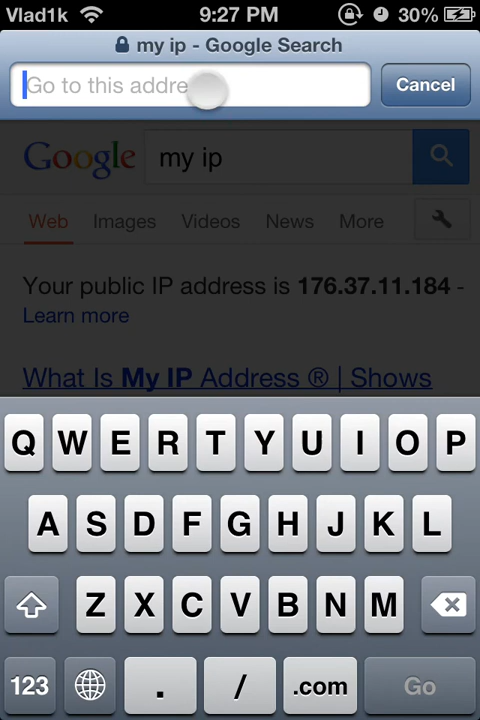 Vlad1k 9:27 PM 30%
my ip - Google Search
Go to this addre
Cancel
Google my ip
Web Images Videos News More
Your public IP address is 176.37.11.184 -
Learn more
What Is My IP Address ® | Shows
Q W E R T Y U I O P
A S D F G H J K L
Z X C V B N M
123 . / .com Go